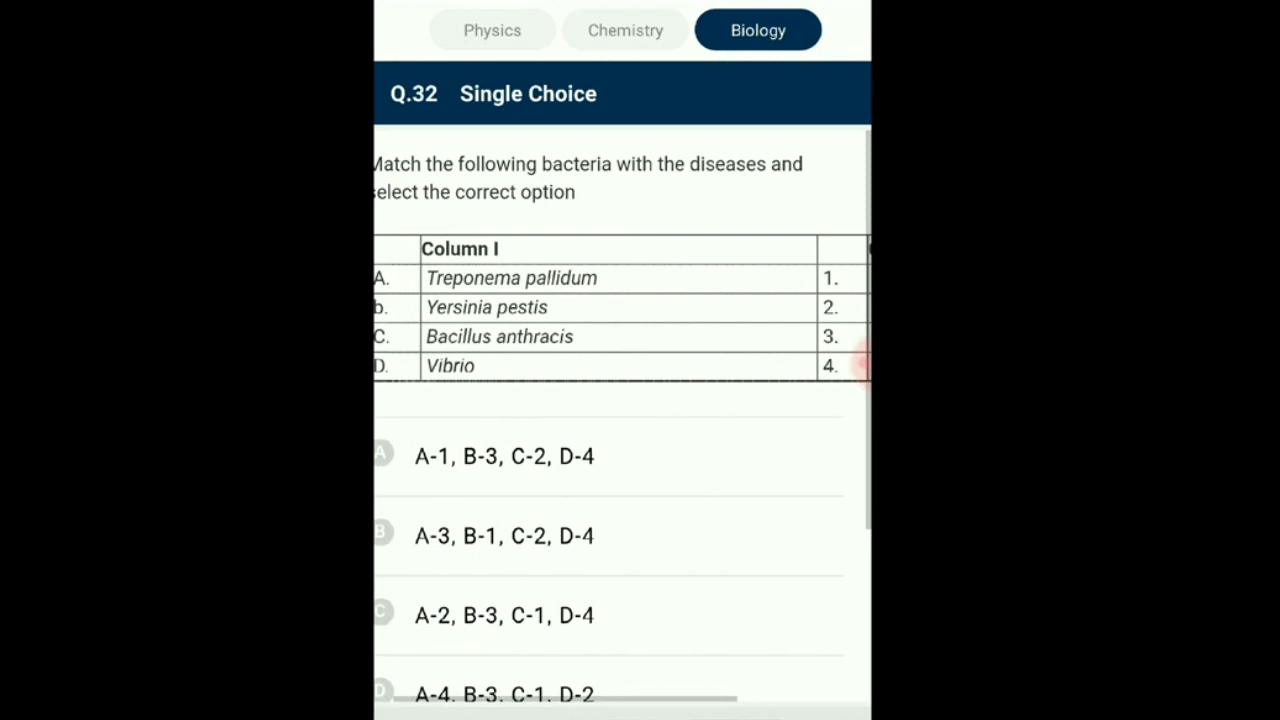 Physics Chemistry Biology
Q.32 Single Choice
Match the following bacteria with the diseases and
select the correct option
Column I
A. Treponema pallidum 1.
b. Yersinia pestis 2.
C. Bacillus anthracis 3.
D. Vibrio 4.
A A-1, B-3, C-2, D-4
B A-3, B-1, C-2, D-4
C A-2, B-3, C-1, D-4
D A-4, B-3, C-1, D-2